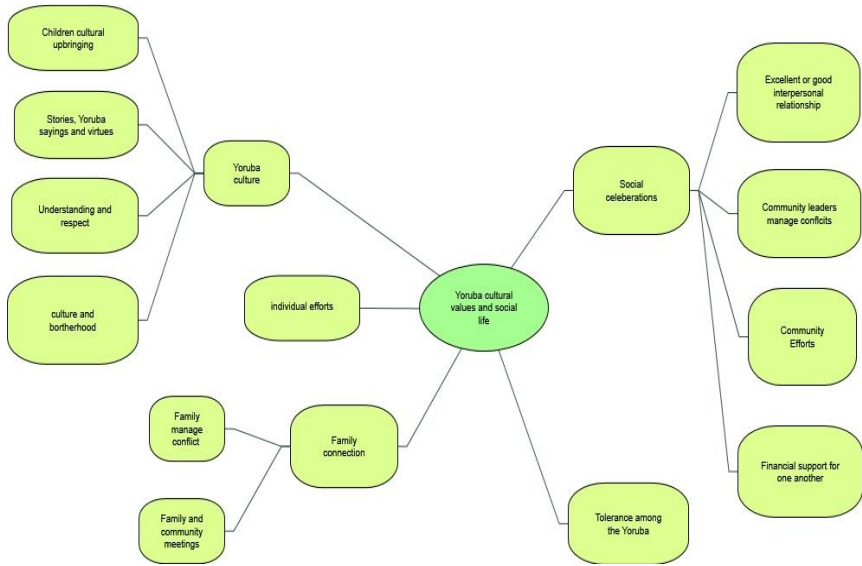 Children cultural
upbringing
Stories, Yoruba
sayings and virtues
Understanding and
respect
culture and
bortherhood
Yoruba
culture
individual efforts
Family
manage
conflict
Family and
community
meetings
Family
connection
Yoruba cultural
values and social
life
Social
celeberations
Tolerance among
the Yoruba
Excellent or good
interpersonal
relationship
Community leaders
manage conflcits
Community
Efforts
Financial support for
one another